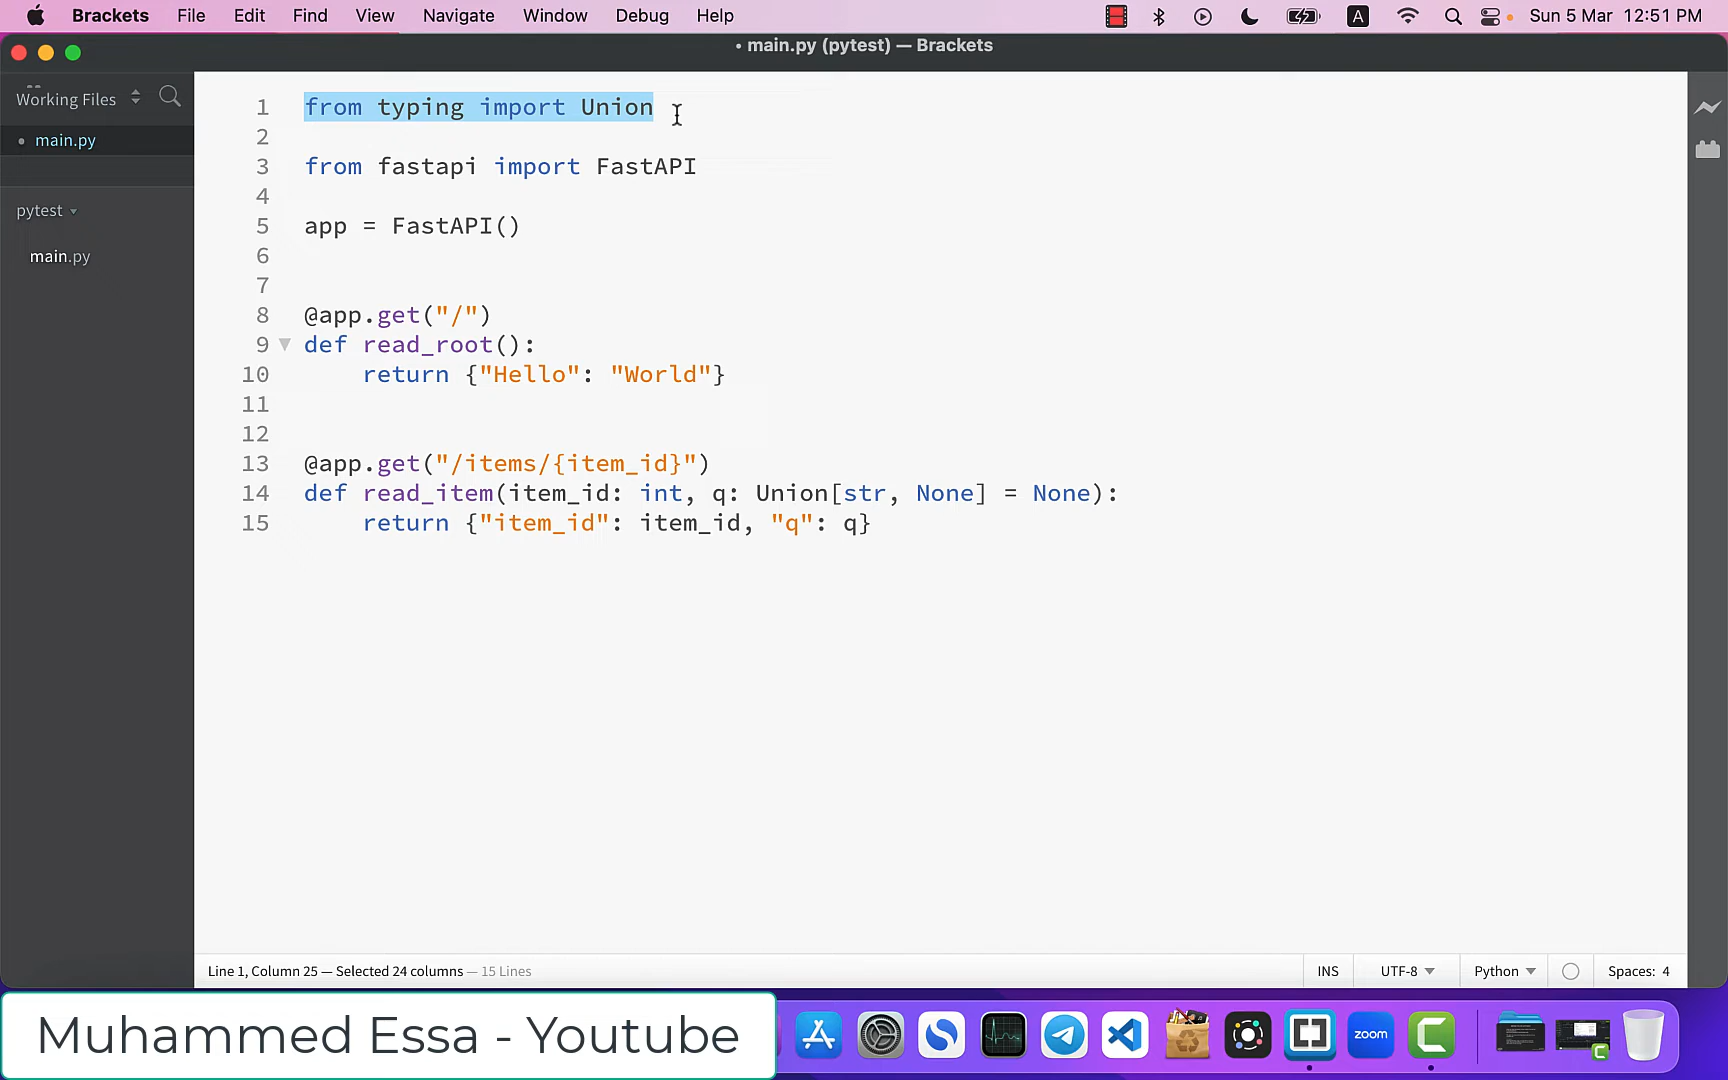 Brackets File Edit Find View Navigate Window Debug Help A Sun 5 Mar 12:51 PM
• main.py (pytest) — Brackets
Working Files
• main.py
pytest
main.py
1 from typing import Union
2
3 from fastapi import FastAPI
4
5 app = FastAPI()
6
7
8 @app.get("/")
9 def read_root():
10 return {"Hello": "World"}
11
12
13 @app.get("/items/{item_id}")
14 def read_item(item_id: int, q: Union[str, None] = None):
15 return {"item_id": item_id, "q": q}
Line 1, Column 25 — Selected 24 columns — 15 Lines INS UTF-8 Python Spaces: 4
Muhammed Essa - Youtube
zoom